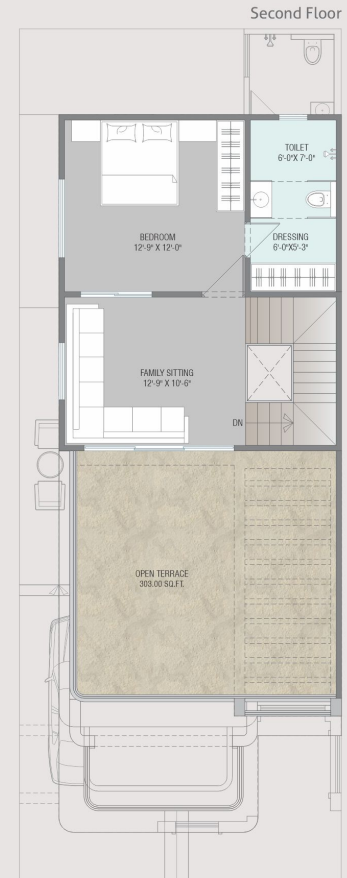 Second Floor
TOILET
6'-0"X 7'-0"
BEDROOM
12'-9" X 12'-0"
DRESSING
6'-0"X5'-3"
FAMILY SITTING
12'-9" X 10'-6"
DN
OPEN TERRACE
303.00 SQ.FT.